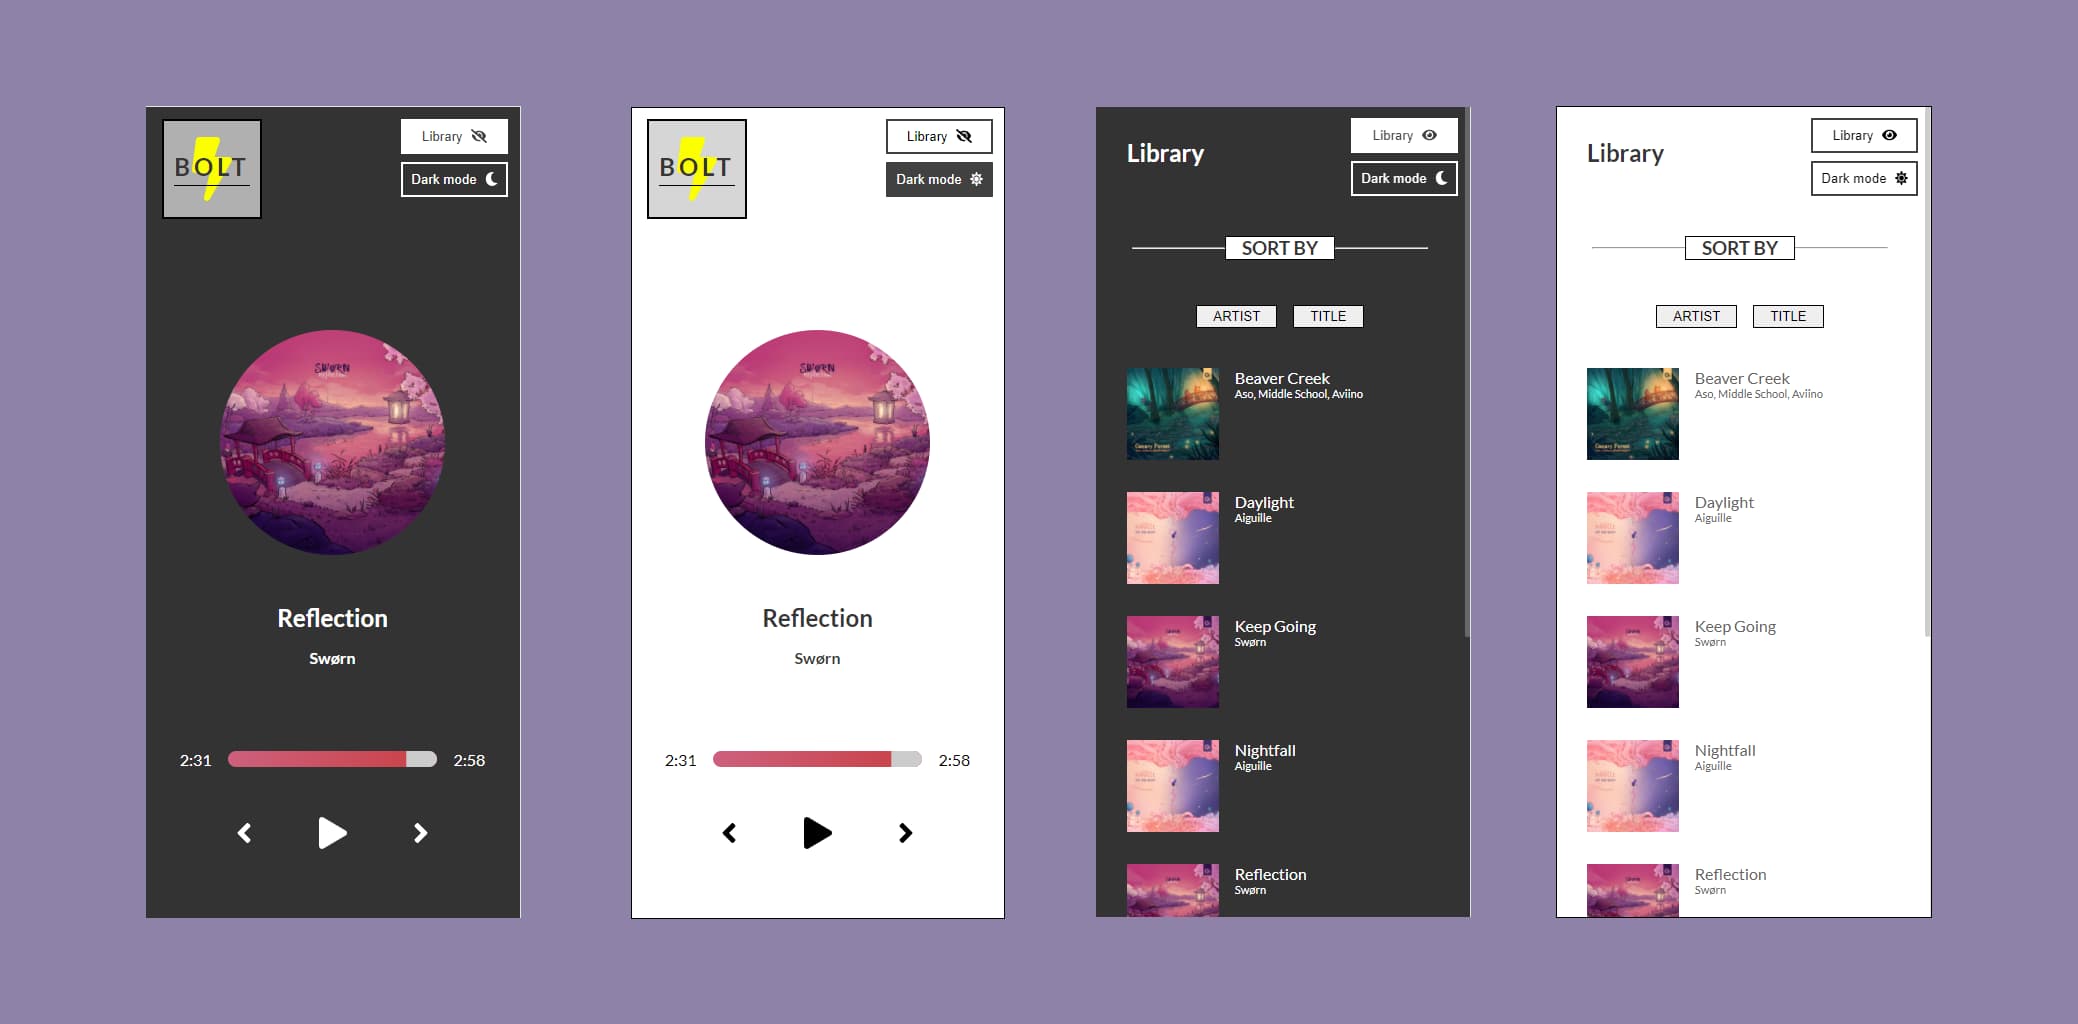 BOLT
Library
Dark mode
SWØRN
Reflection
Swørn
2:31
2:58
BOLT
Library
Dark mode
SWØRN
Reflection
Swørn
2:31
2:58
Library
Library
Dark mode
SORT BY
ARTIST
TITLE
Beaver Creek
Aso, Middle School, Aviino
Daylight
Aiguille
Keep Going
Swørn
Nightfall
Aiguille
Reflection
Swørn
Library
Library
Dark mode
SORT BY
ARTIST
TITLE
Beaver Creek
Aso, Middle School, Aviino
Daylight
Aiguille
Keep Going
Swørn
Nightfall
Aiguille
Reflection
Swørn